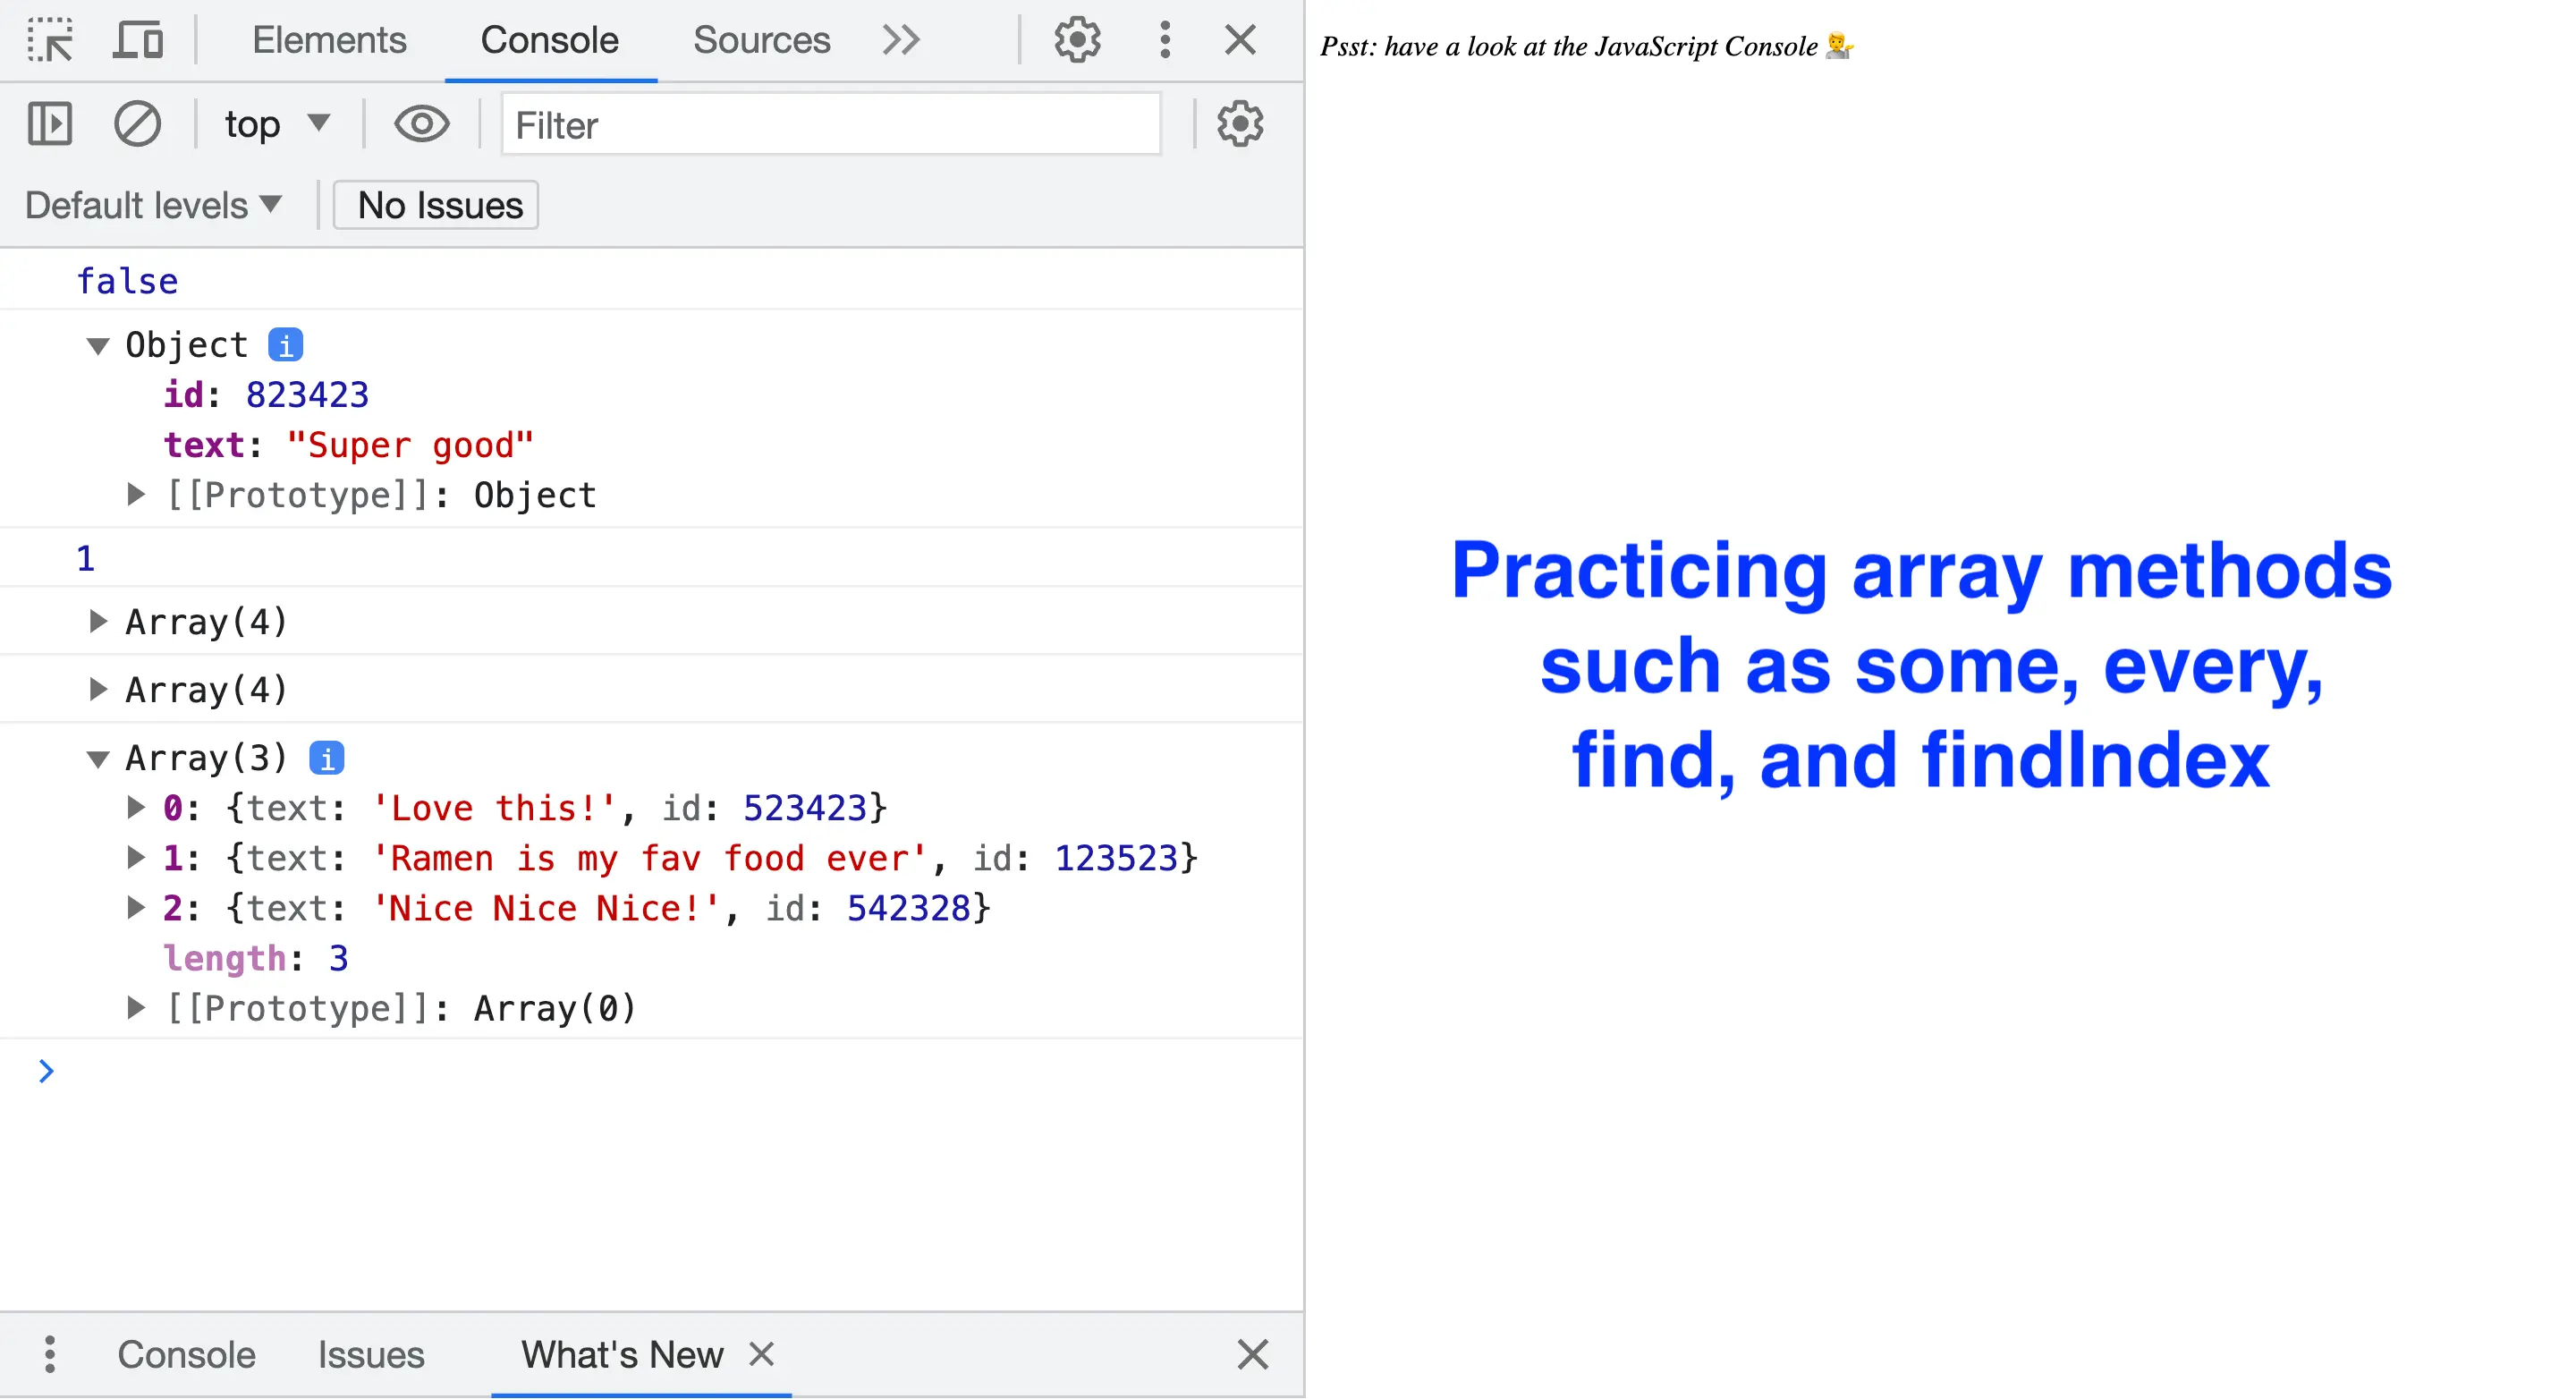 Elements Console Sources
top Filter
Default levels No Issues
false
Object i
id: 823423
text: "Super good"
[[Prototype]]: Object
1
Array(4)
Array(4)
Array(3) i
0: {text: 'Love this!', id: 523423}
1: {text: 'Ramen is my fav food ever', id: 123523}
2: {text: 'Nice Nice Nice!', id: 542328}
length: 3
[[Prototype]]: Array(0)
Console Issues What's New
Psst: have a look at the JavaScript Console 💁
Practicing array methods
such as some, every,
find, and findIndex